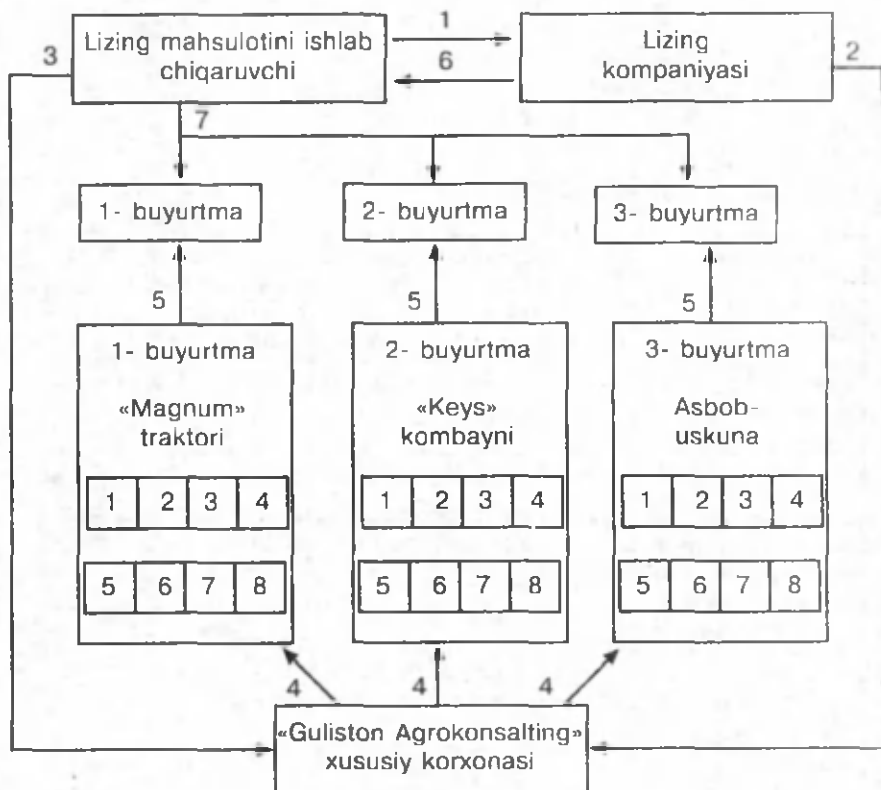 3
Lizing mahsulotini ishlab
chiqaruvchi
1
6
Lizing
kompaniyasi
2
7
1- buyurtma
2- buyurtma
3- buyurtma
5
5
5
1- buyurtma
«Magnum»
traktori
1 2 3 4
5 6 7 8
2- buyurtma
«Keys»
kombayni
1 2 3 4
5 6 7 8
3- buyurtma
Asbob-
uskuna
1 2 3 4
5 6 7 8
4
4
4
«Guliston Agrokonsalting»
xususiy korxonasi